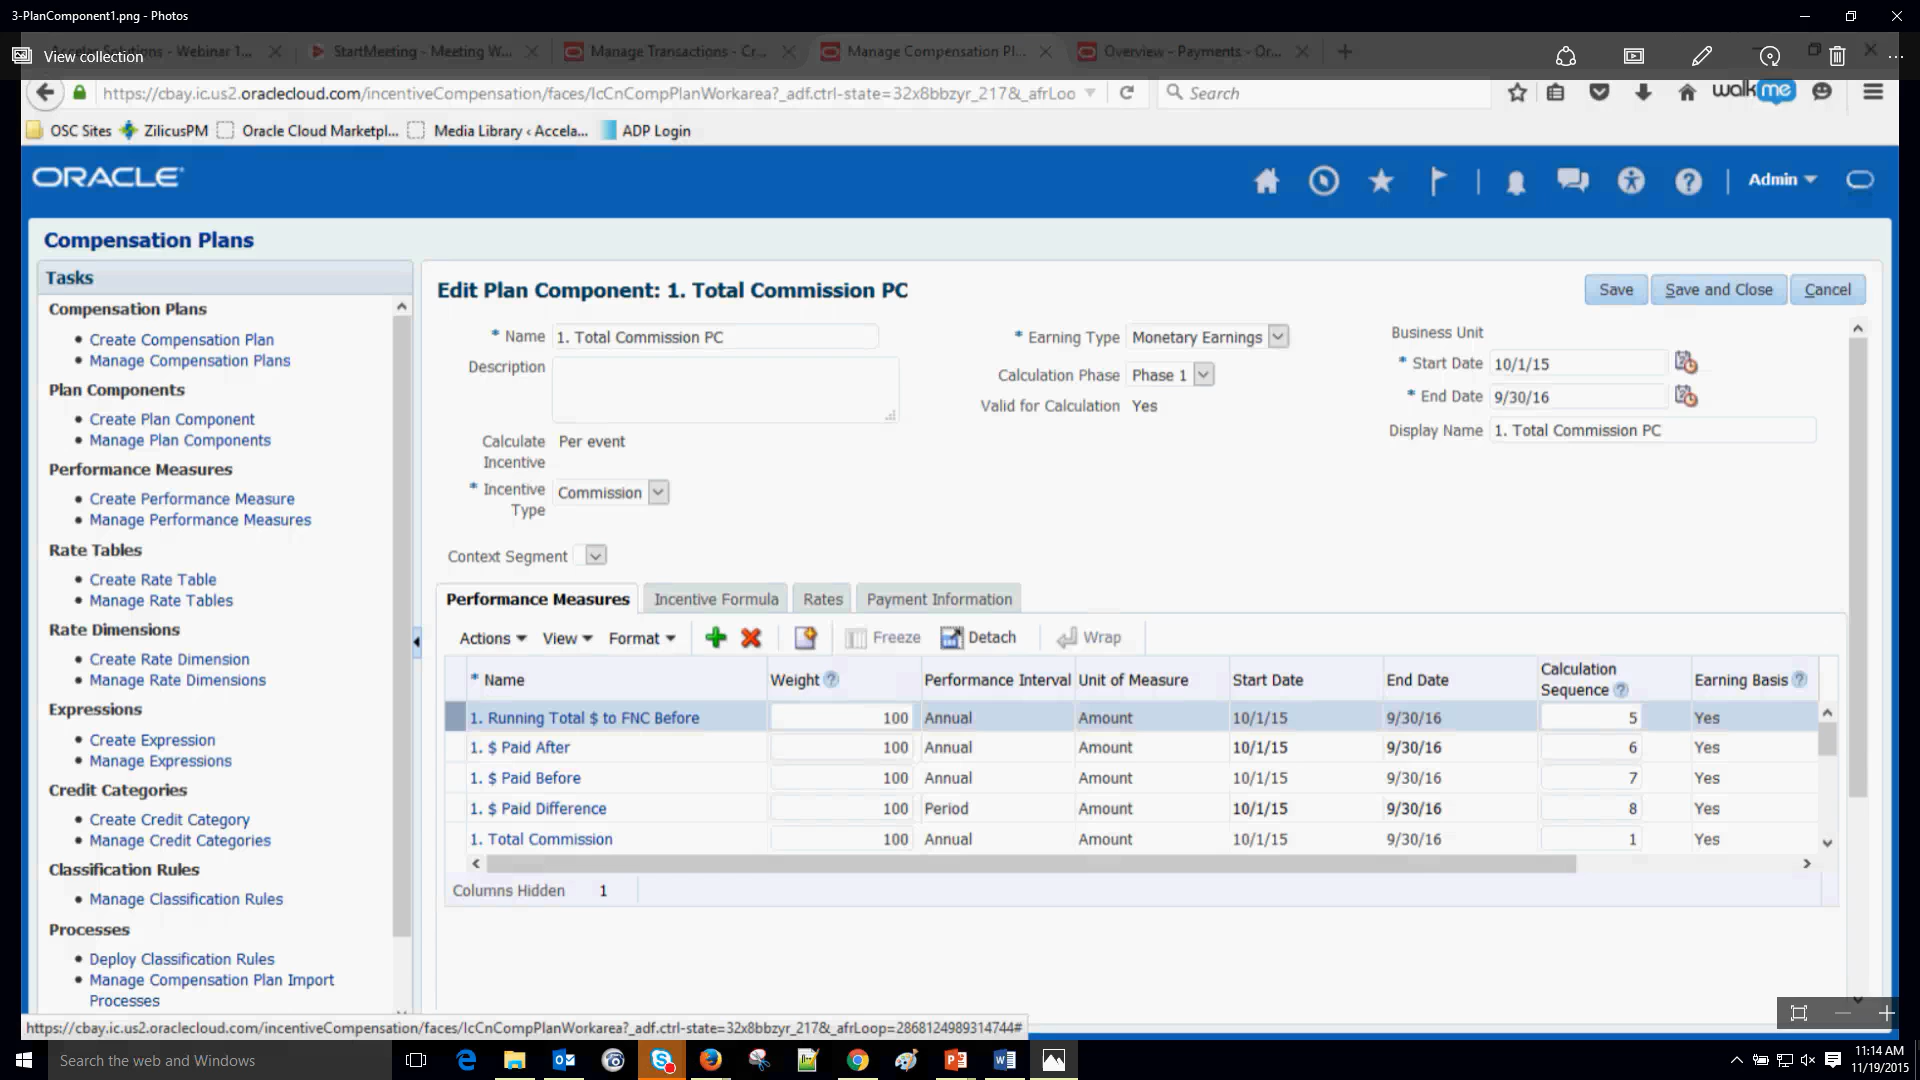 3-PlanComponent1.png - Photos
View collection
Solutions - Webinar 1...
StartMeeting - Meeting W...
Manage Transactions - Cr...
Manage Compensation Pl...
Overview - Payments - Or...
https://cbay.ic.us2.oraclecloud.com/incentiveCompensation/faces/IcCnCompPlanWorkarea?_adf.ctrl-state=32x8bbzyr_217&_afrLoo
Search
walkme
OSC Sites
ZilicusPM
Oracle Cloud Marketpl...
Media Library ‹ Accela...
ADP Login
ORACLE
Admin
Compensation Plans
Tasks
Compensation Plans
Create Compensation Plan
Manage Compensation Plans
Plan Components
Create Plan Component
Manage Plan Components
Performance Measures
Create Performance Measure
Manage Performance Measures
Rate Tables
Create Rate Table
Manage Rate Tables
Rate Dimensions
Create Rate Dimension
Manage Rate Dimensions
Expressions
Create Expression
Manage Expressions
Credit Categories
Create Credit Category
Manage Credit Categories
Classification Rules
Manage Classification Rules
Processes
Deploy Classification Rules
Manage Compensation Plan Import
Processes
Edit Plan Component: 1. Total Commission PC
Save
Save and Close
Cancel
* Name 1. Total Commission PC
Description
Calculate Per event
Incentive
* Incentive Commission
Type
Context Segment
* Earning Type Monetary Earnings
Calculation Phase Phase 1
Valid for Calculation Yes
Business Unit
* Start Date 10/1/15
* End Date 9/30/16
Display Name 1. Total Commission PC
Performance Measures Incentive Formula Rates Payment Information
Actions View Format Freeze Detach Wrap
* Name Weight Performance Interval Unit of Measure Start Date End Date Calculation Sequence Earning Basis
1. Running Total $ to FNC Before 100 Annual Amount 10/1/15 9/30/16 5 Yes
1. $ Paid After 100 Annual Amount 10/1/15 9/30/16 6 Yes
1. $ Paid Before 100 Annual Amount 10/1/15 9/30/16 7 Yes
1. $ Paid Difference 100 Period Amount 10/1/15 9/30/16 8 Yes
1. Total Commission 100 Annual Amount 10/1/15 9/30/16 1 Yes
Columns Hidden 1
https://cbay.ic.us2.oraclecloud.com/incentiveCompensation/faces/IcCnCompPlanWorkarea?_adf.ctrl-state=32x8bbzyr_217&_afrLoop=2868124989314744#
Search the web and Windows
11:14 AM
11/19/2015